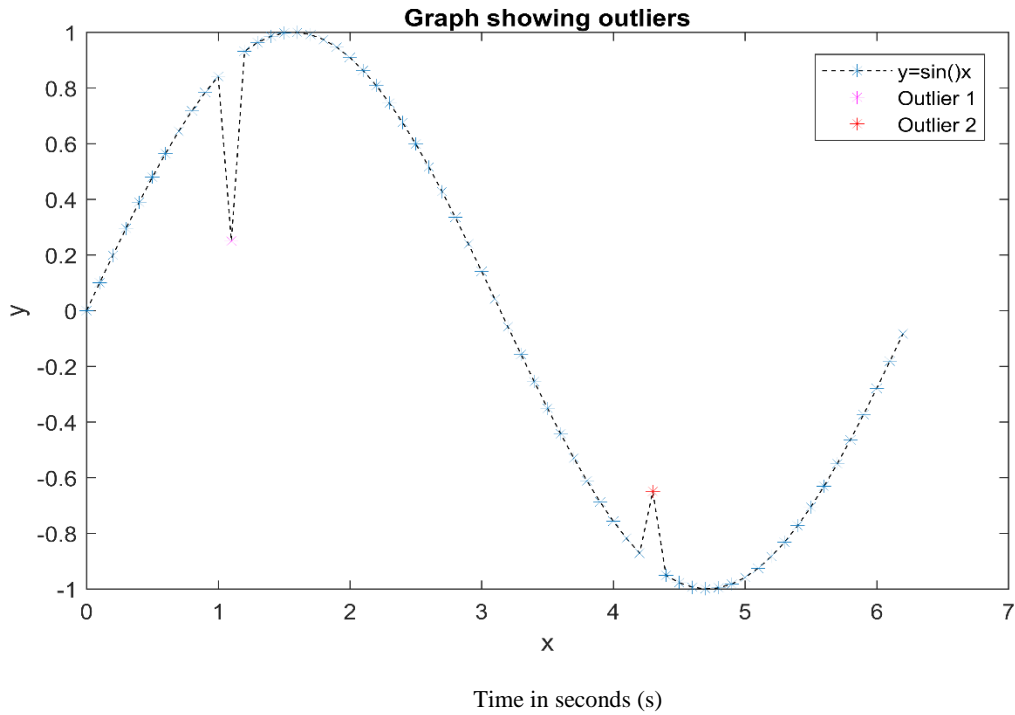 Graph showing outliers
y=sin()x
Outlier 1
Outlier 2
1
0.8
0.6
0.4
0.2
0
-0.2
-0.4
-0.6
-0.8
-1
y
0 1 2 3 4 5 6 7
x
Time in seconds (s)